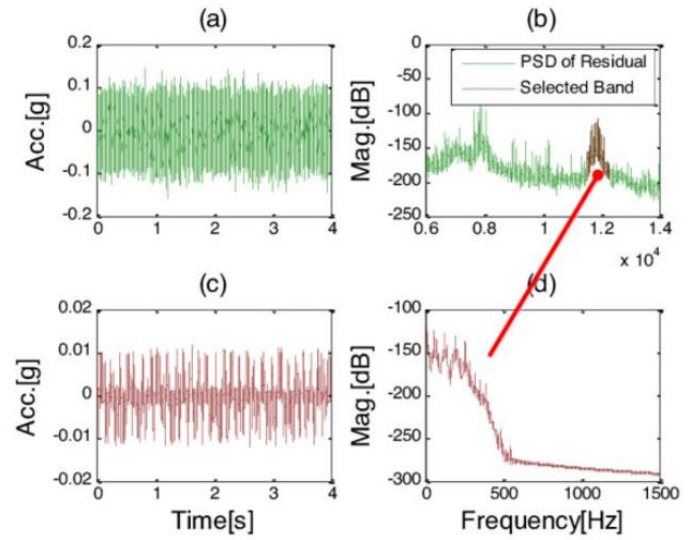 (a)
0.2
0.1
0
-0.1
-0.2
Acc.[g]
0 1 2 3 4
(b)
0
-50
-100
-150
-200
-250
Mag.[dB]
PSD of Residual
Selected Band
0.6 0.8 1 1.2 1.4
x 10⁴
(c)
0.02
0.01
0
-0.01
-0.02
Acc.[g]
0 1 2 3 4
Time[s]
(d)
-100
-150
-200
-250
-300
Mag.[dB]
0 500 1000 1500
Frequency[Hz]